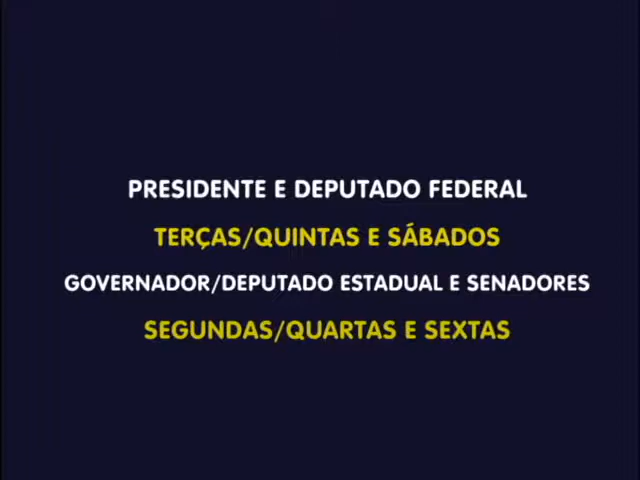 PRESIDENTE E DEPUTADO FEDERAL
TERÇAS/QUINTAS E SÁBADOS
GOVERNADOR/DEPUTADO ESTADUAL E SENADORES
SEGUNDAS/QUARTAS E SEXTAS